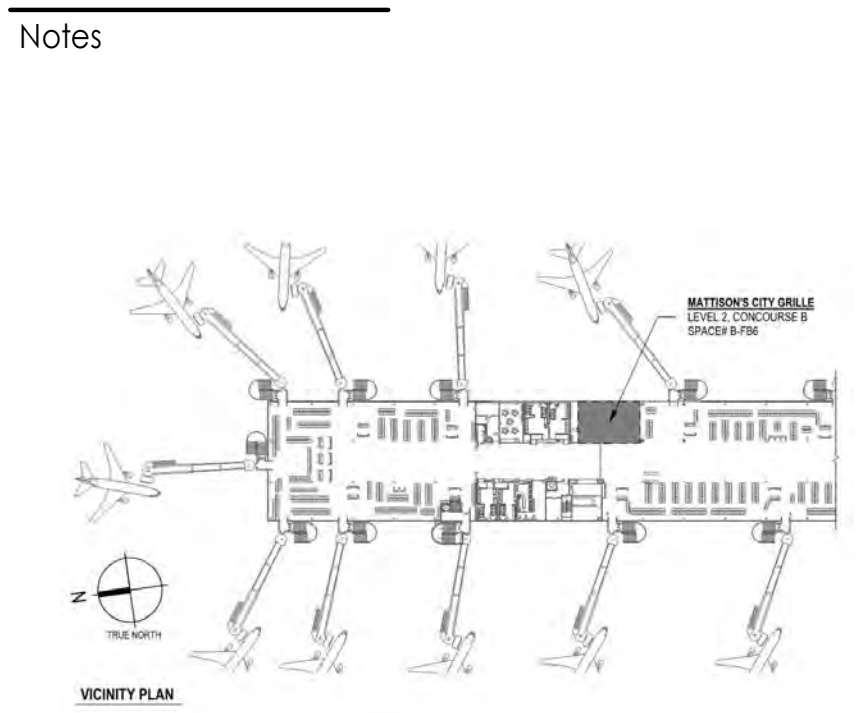 Notes
MATTISON'S CITY GRILLE
LEVEL 2, CONCOURSE B
SPACE# B-FB6
N
TRUE NORTH
VICINITY PLAN